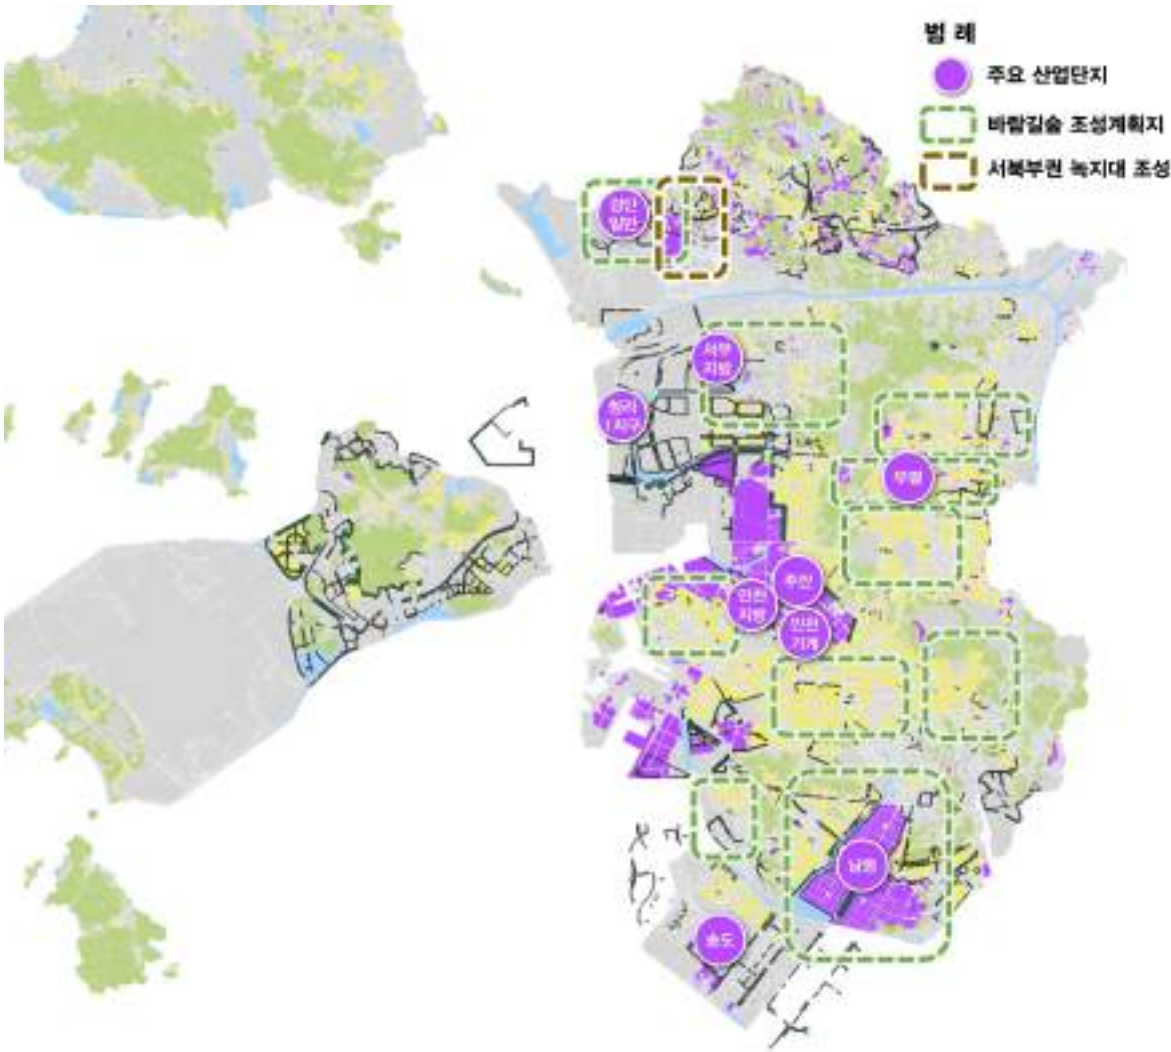 범 례
주요 산업단지
바람길숲 조성계획지
서북부권 녹지대 조성
검단
일반
서부
지방
청라
1지구
부평
주안
인천
지방
인천
기계
남동
송도